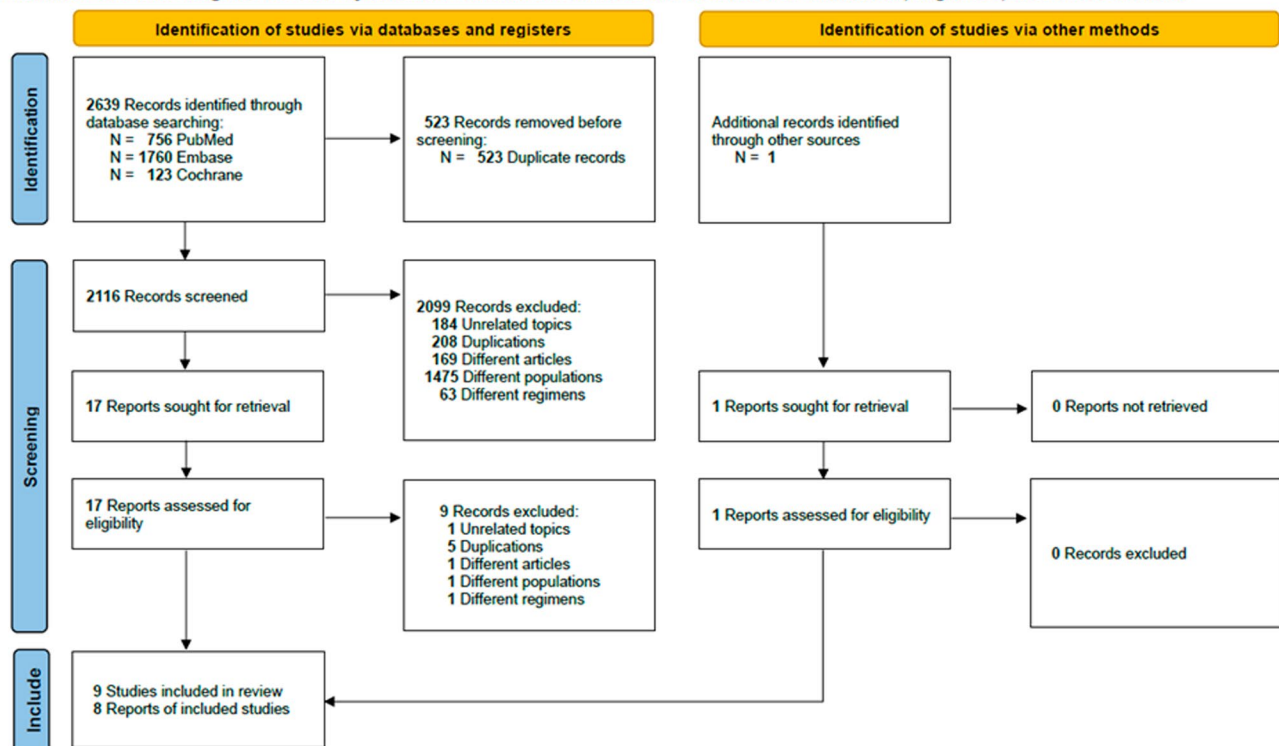 Identification of studies via databases and registers
Identification of studies via other methods
Identification
2639 Records identified through
database searching:
N = 756 PubMed
N = 1760 Embase
N = 123 Cochrane
523 Records removed before
screening:
N = 523 Duplicate records
Additional records identified
through other sources
N = 1
Screening
2116 Records screened
2099 Records excluded:
184 Unrelated topics
208 Duplications
169 Different articles
1475 Different populations
63 Different regimens
17 Reports sought for retrieval
1 Reports sought for retrieval
0 Reports not retrieved
17 Reports assessed for
eligibility
9 Records excluded:
1 Unrelated topics
5 Duplications
1 Different articles
1 Different populations
1 Different regimens
1 Reports assessed for eligibility
0 Records excluded
Include
9 Studies included in review
8 Reports of included studies